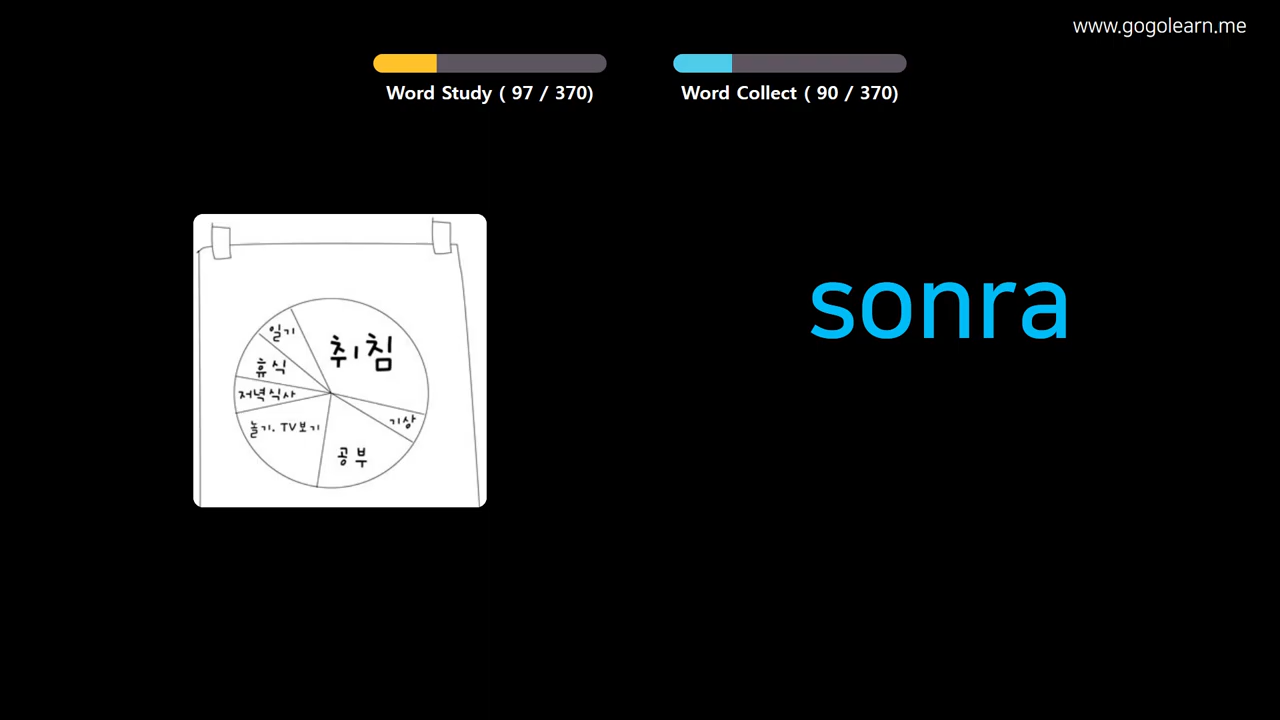 www.gogolearn.me
Word Study ( 97 / 370)
Word Collect ( 90 / 370)
일기
취침
휴식
저녁식사
기상
놀기. TV보기
공부
sonra